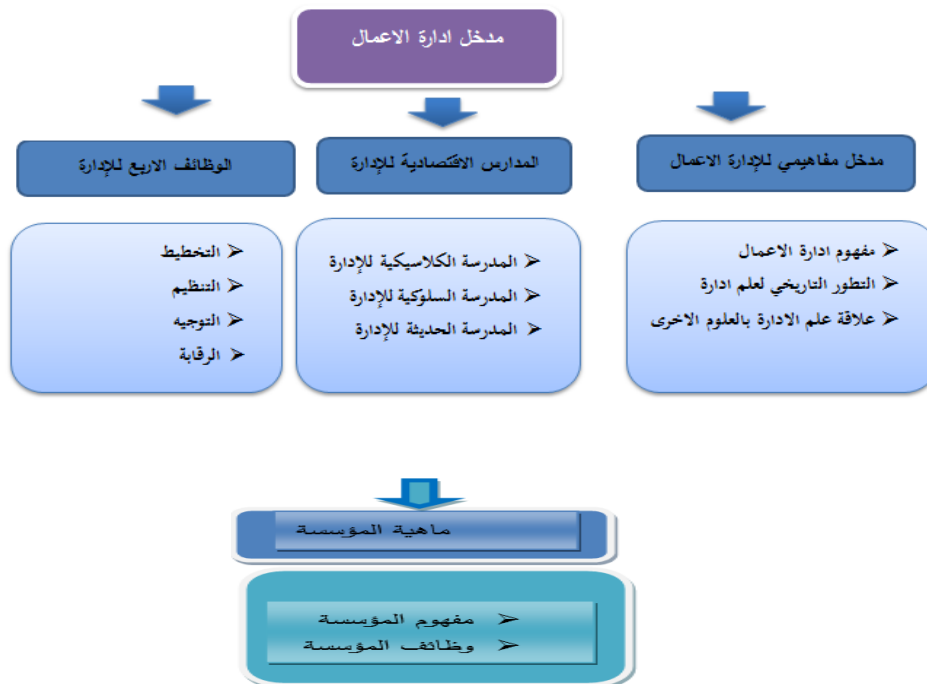 مدخل ادارة الاعمال
مدخل مفاهيمي للإدارة الاعمال
مفهوم ادارة الاعمال
التطور التاريخي لعلم ادارة
علاقة علم الادارة بالعلوم الاخرى
المدارس الاقتصادية للإدارة
المدرسة الكلاسيكية للإدارة
المدرسة السلوكية للإدارة
المدرسة الحديثة للإدارة
الوظائف الاربع للإدارة
التخطيط
التنظيم
التوجيه
الرقابة
ماهية المؤسسة
مفهوم المؤسسة
وظائف المؤسسة